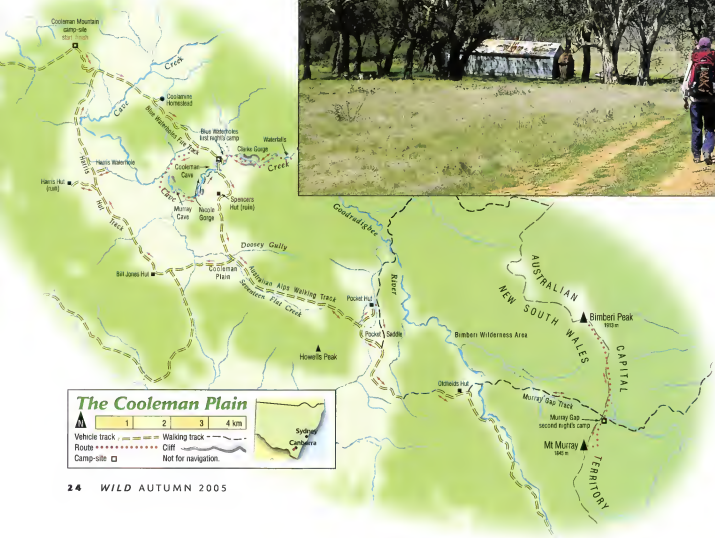 Cooleman Mountain
camp-site
start/finish
Creek
Cave
Coolamine
Homestead
Blue Waterholes Fire Track
Blue Waterholes
first night's camp
Waterfalls
Clarke Gorge
Creek
Cooleman
Cave
Harris Waterhole
Harris Hut
(ruin)
Harris
Hut
Track
Cave
Murray
Cave
Nicole
Gorge
Spencers
Hut (ruin)
Goodradigbee
River
Doosey Gully
Cooleman
Plain
Bill Jones Hut
Australian Alps Walking Track
Seventeen Flat Creek
Pocket Hut
Pocket Saddle
Howells Peak
AUSTRALIAN
CAPITAL
TERRITORY
NEW SOUTH WALES
Bimberi Peak
1913 m
Bimberi Wilderness Area
Oldfields Hut
Murray Gap Track
Murray Gap
second night's camp
Mt Murray
1845 m
The Cooleman Plain
N
1
2
3
4 km
Vehicle track
Walking track
Route
Cliff
Camp-site
Not for navigation.
Sydney
Canberra
24 WILD AUTUMN 2005